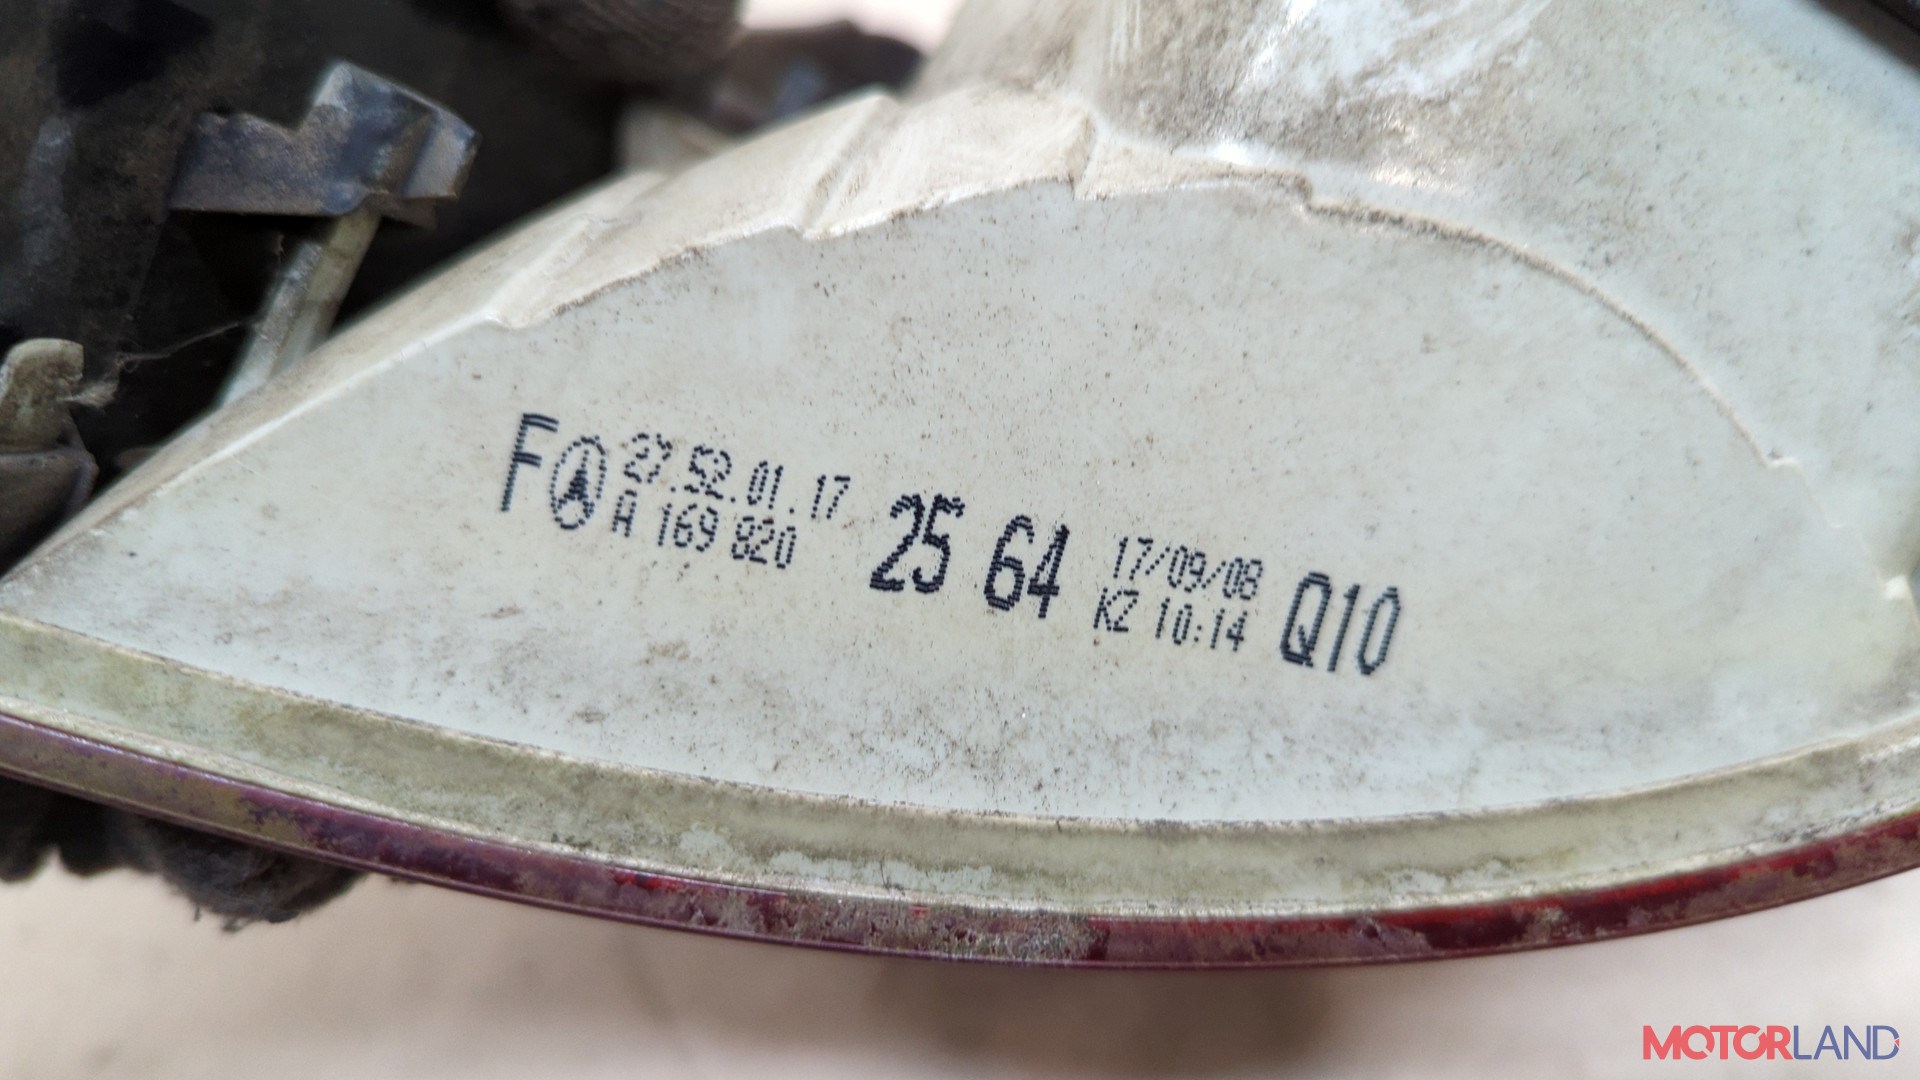 F 27.52.01.17
A 169 820 25 64
17/09/08
KZ 10:14 Q10
MOTORLAND